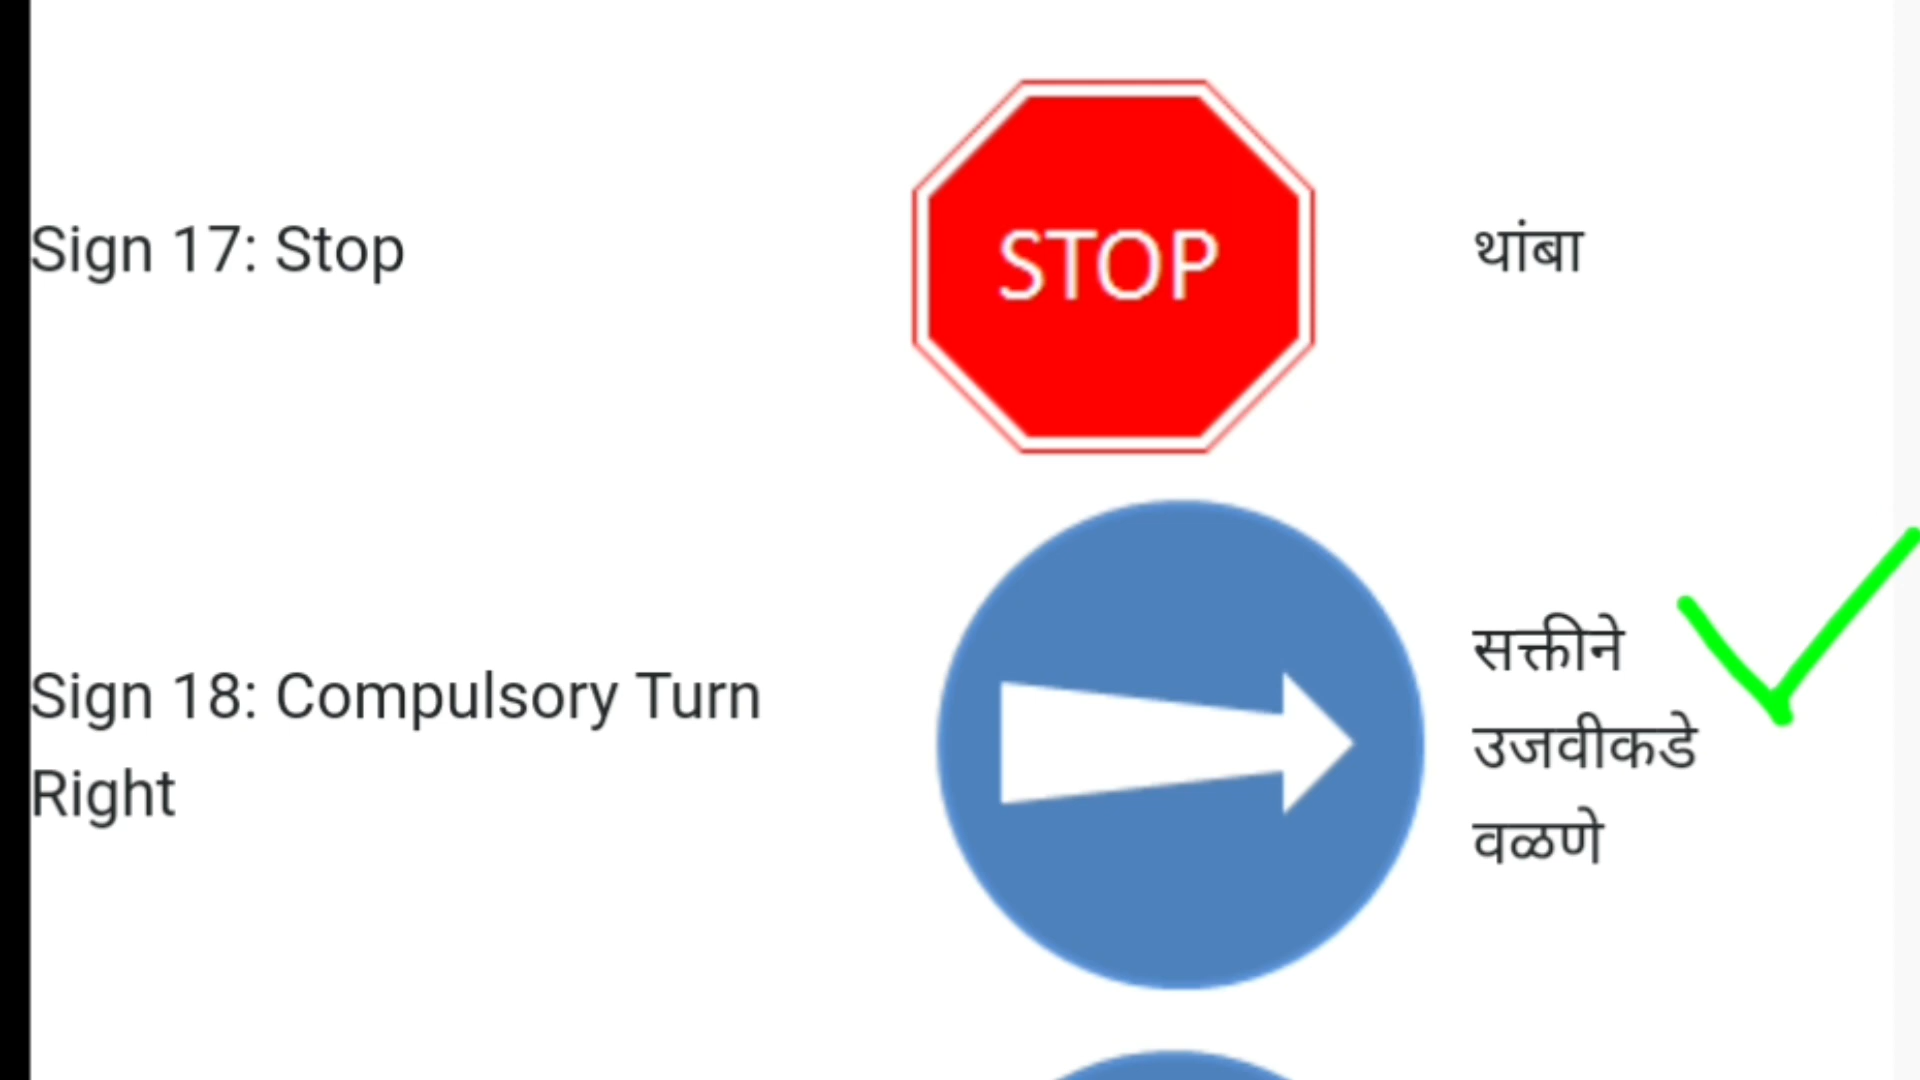 Sign 17: Stop
STOP
थांबा
Sign 18: Compulsory Turn
Right
सक्तीने
उजवीकडे
वळणे